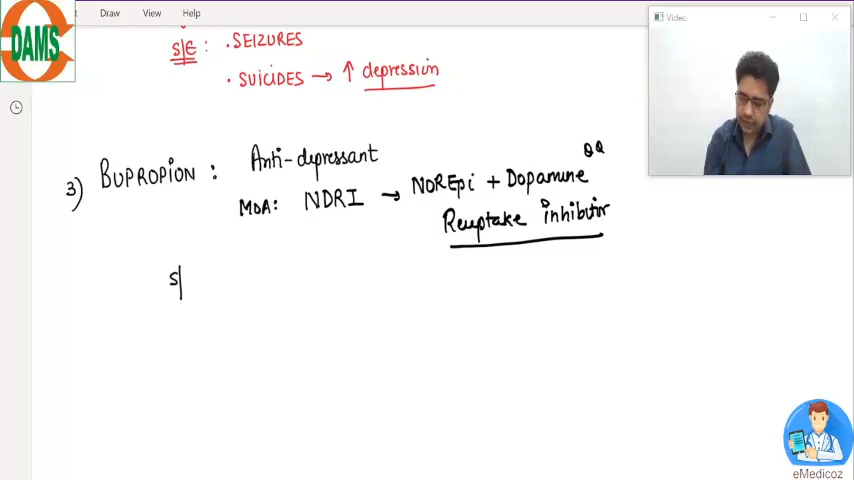 DAMS
Draw View Help
Video
S/E : . SEIZURES
. SUICIDES → ↑ depression
3) BUPROPION : Anti-depressant
MOA: NDRI → NOREpi + Dopamine
Reuptake inhibitor
S|
eMedicoz